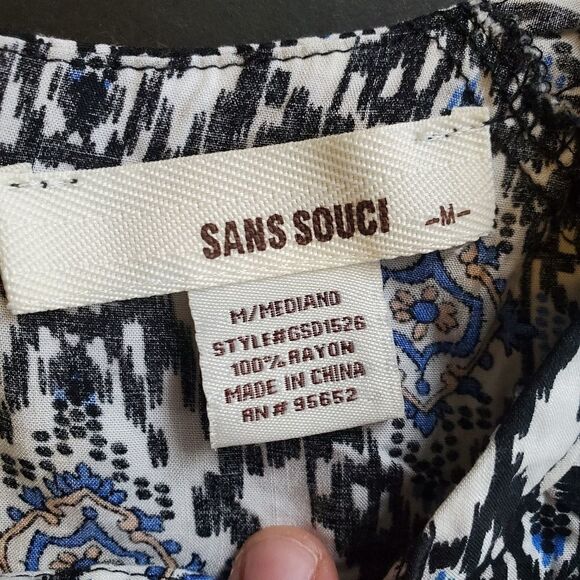 SANS SOUCI -M-
M/MEDIANO
STYLE#GSD1526
100% RAYON
MADE IN CHINA
RN# 95652